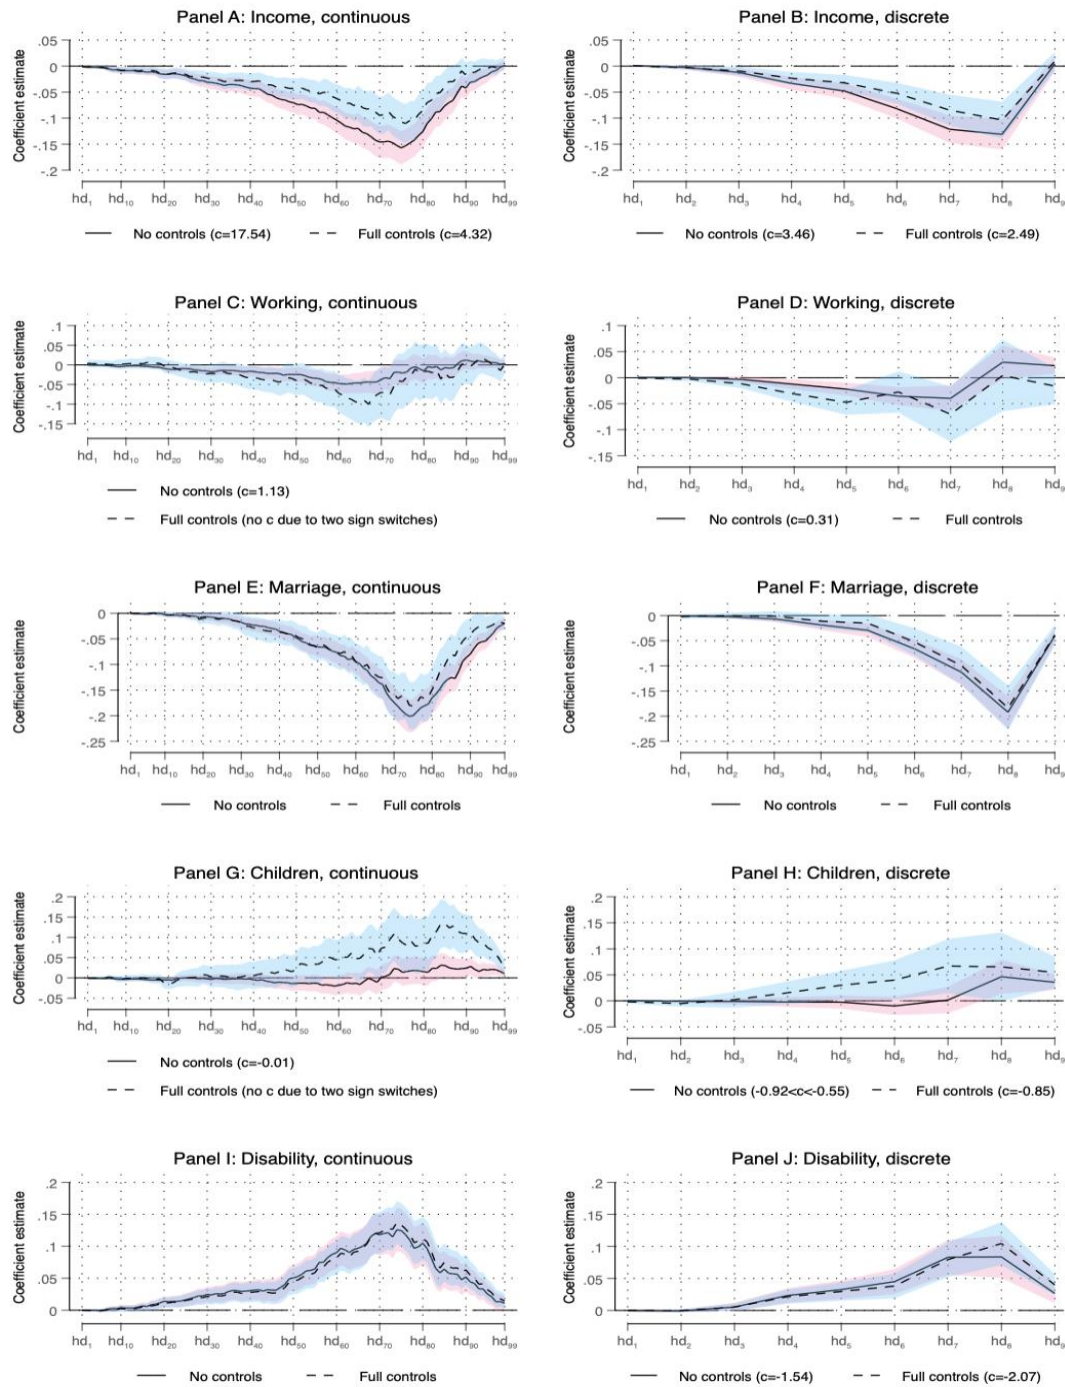 Panel A: Income, continuous
Coefficient estimate
.05
0
-.05
-.1
-.15
-.2
hd₁ hd₁₀ hd₂₀ hd₃₀ hd₄₀ hd₅₀ hd₆₀ hd₇₀ hd₈₀ hd₉₀ hd₉₉
No controls (c=17.54) Full controls (c=4.32)
Panel B: Income, discrete
Coefficient estimate
.05
0
-.05
-.1
-.15
-.2
hd₁ hd₂ hd₃ hd₄ hd₅ hd₆ hd₇ hd₈ hd₉
No controls (c=3.46) Full controls (c=2.49)
Panel C: Working, continuous
Coefficient estimate
.1
.05
0
-.05
-.1
-.15
hd₁ hd₁₀ hd₂₀ hd₃₀ hd₄₀ hd₅₀ hd₆₀ hd₇₀ hd₈₀ hd₉₀ hd₉₉
No controls (c=1.13)
Full controls (no c due to two sign switches)
Panel D: Working, discrete
Coefficient estimate
.1
.05
0
-.05
-.1
-.15
hd₁ hd₂ hd₃ hd₄ hd₅ hd₆ hd₇ hd₈ hd₉
No controls (c=0.31) Full controls
Panel E: Marriage, continuous
Coefficient estimate
0
-.05
-.1
-.15
-.2
-.25
hd₁ hd₁₀ hd₂₀ hd₃₀ hd₄₀ hd₅₀ hd₆₀ hd₇₀ hd₈₀ hd₉₀ hd₉₉
No controls Full controls
Panel F: Marriage, discrete
Coefficient estimate
0
-.05
-.1
-.15
-.2
-.25
hd₁ hd₂ hd₃ hd₄ hd₅ hd₆ hd₇ hd₈ hd₉
No controls Full controls
Panel G: Children, continuous
Coefficient estimate
.2
.15
.1
.05
0
-.05
hd₁ hd₁₀ hd₂₀ hd₃₀ hd₄₀ hd₅₀ hd₆₀ hd₇₀ hd₈₀ hd₉₀ hd₉₉
No controls (c=-0.01)
Full controls (no c due to two sign switches)
Panel H: Children, discrete
Coefficient estimate
.2
.15
.1
.05
0
-.05
hd₁ hd₂ hd₃ hd₄ hd₅ hd₆ hd₇ hd₈ hd₉
No controls (-0.92<c<-0.55) Full controls (c=-0.85)
Panel I: Disability, continuous
Coefficient estimate
.2
.15
.1
.05
0
hd₁ hd₁₀ hd₂₀ hd₃₀ hd₄₀ hd₅₀ hd₆₀ hd₇₀ hd₈₀ hd₉₀ hd₉₉
No controls Full controls
Panel J: Disability, discrete
Coefficient estimate
.2
.15
.1
.05
0
hd₁ hd₂ hd₃ hd₄ hd₅ hd₆ hd₇ hd₈ hd₉
No controls (c=-1.54) Full controls (c=-2.07)